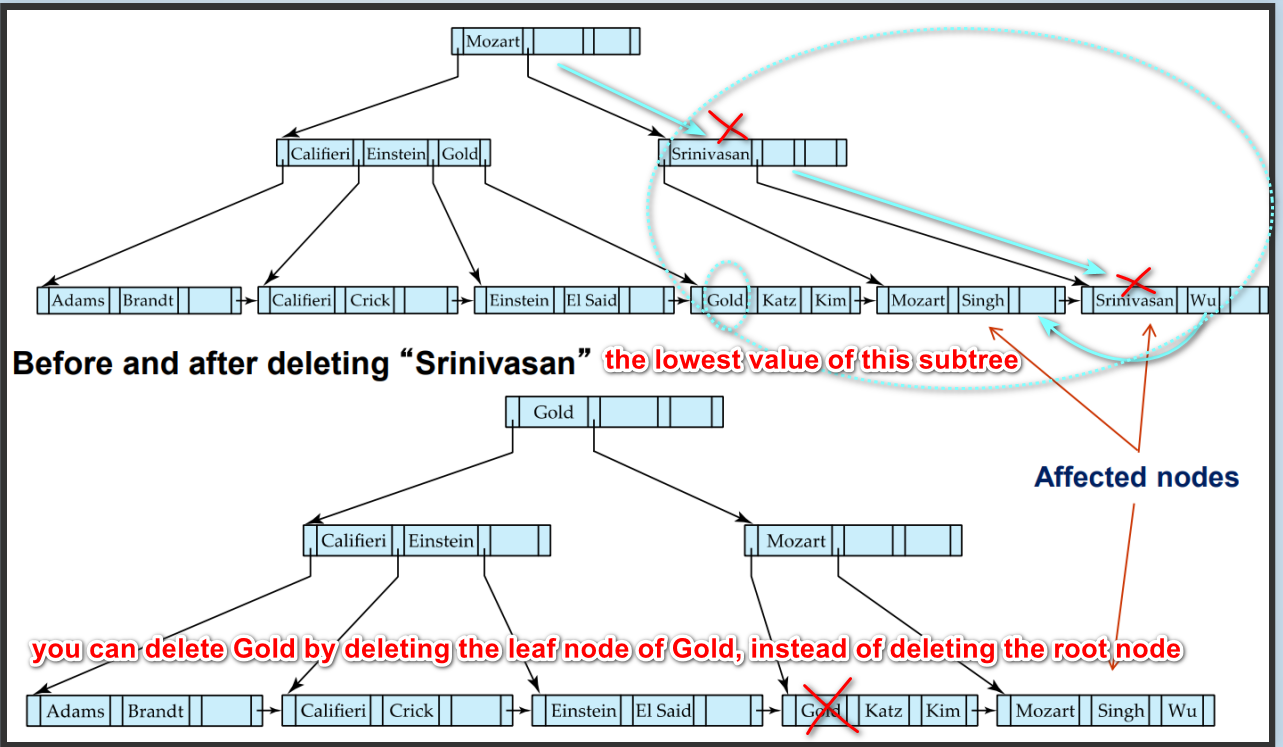 Mozart
Califieri Einstein Gold
Srinivasan
Adams Brandt
Califieri Crick
Einstein El Said
Gold Katz Kim
Mozart Singh
Srinivasan Wu
Before and after deleting “Srinivasan”
the lowest value of this subtree
Gold
Affected nodes
Califieri Einstein
Mozart
you can delete Gold by deleting the leaf node of Gold, instead of deleting the root node
Adams Brandt
Califieri Crick
Einstein El Said
Gold Katz Kim
Mozart Singh Wu